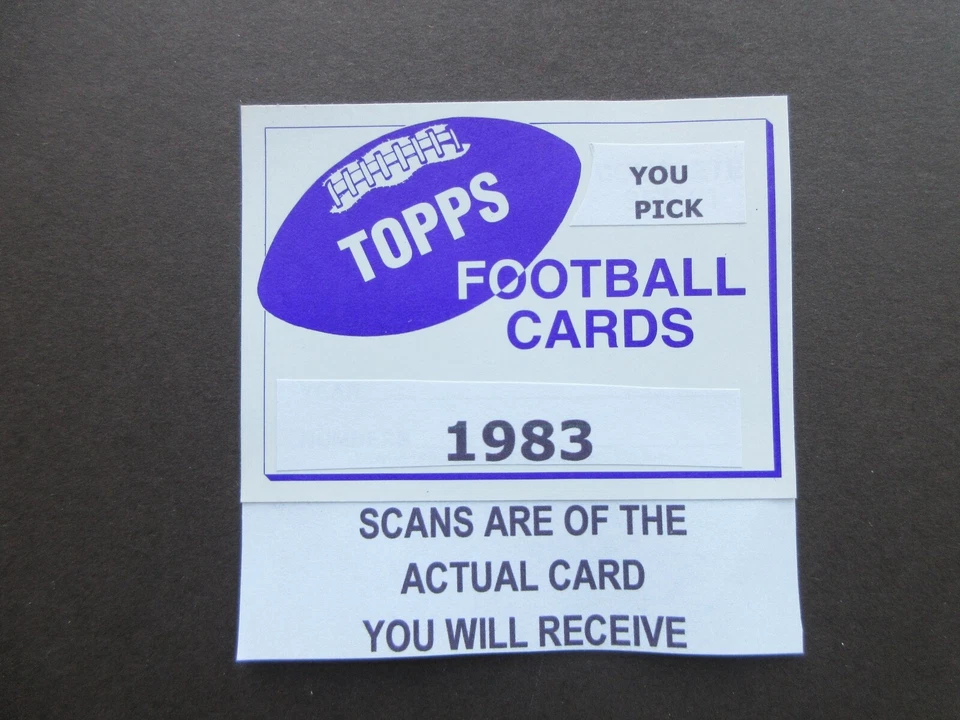 TOPPS
YOU
PICK
FOOTBALL
CARDS
1983
SCANS ARE OF THE
ACTUAL CARD
YOU WILL RECEIVE